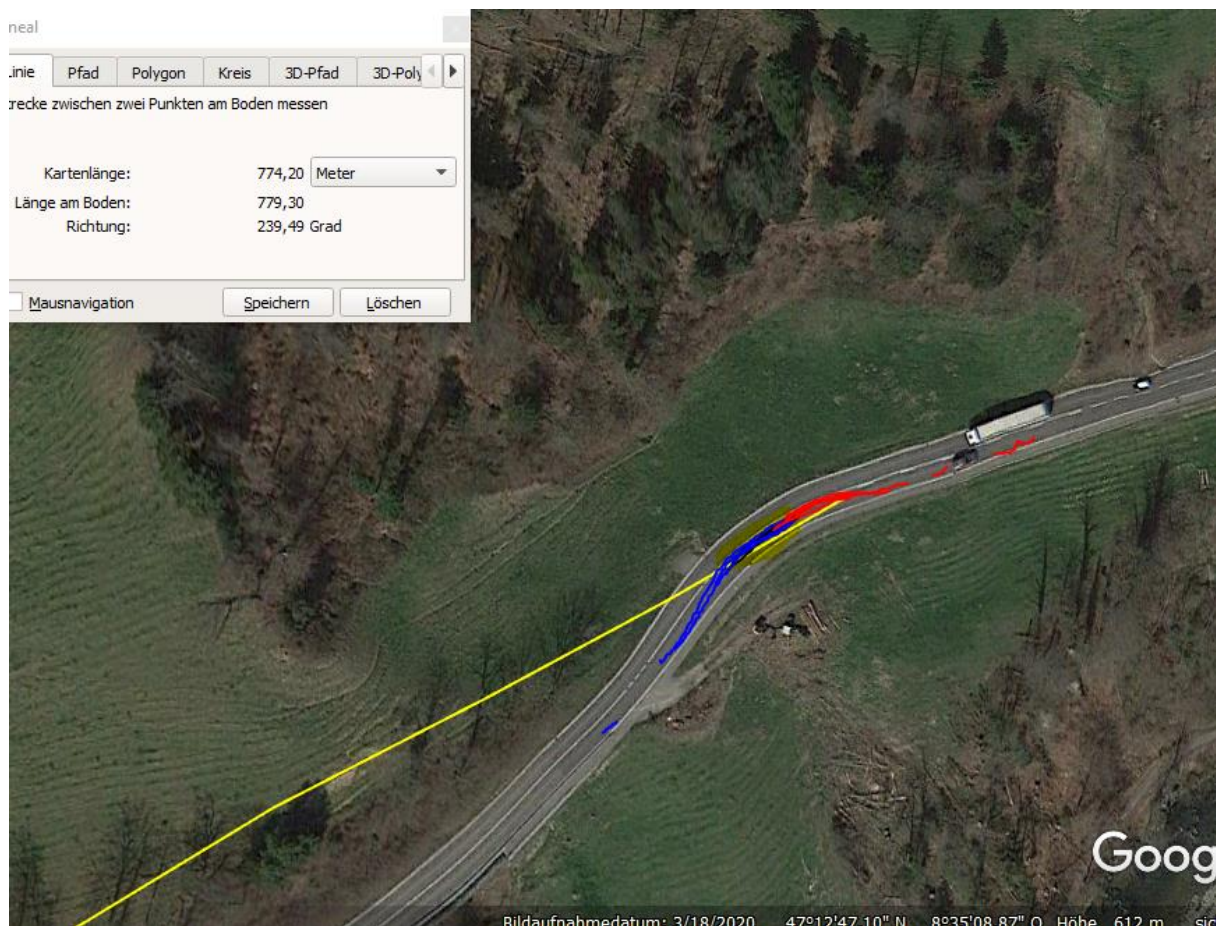 neal
Linie Pfad Polygon Kreis 3D-Pfad 3D-Poly
trecke zwischen zwei Punkten am Boden messen
Kartenlänge: 774,20 Meter
Länge am Boden: 779,30
Richtung: 239,49 Grad
Mausnavigation Speichern Löschen
Goog
Bildaufnahmedatum: 3/18/2020 47°12'47.10" N 8°35'08.87" O Höhe 612 m sic